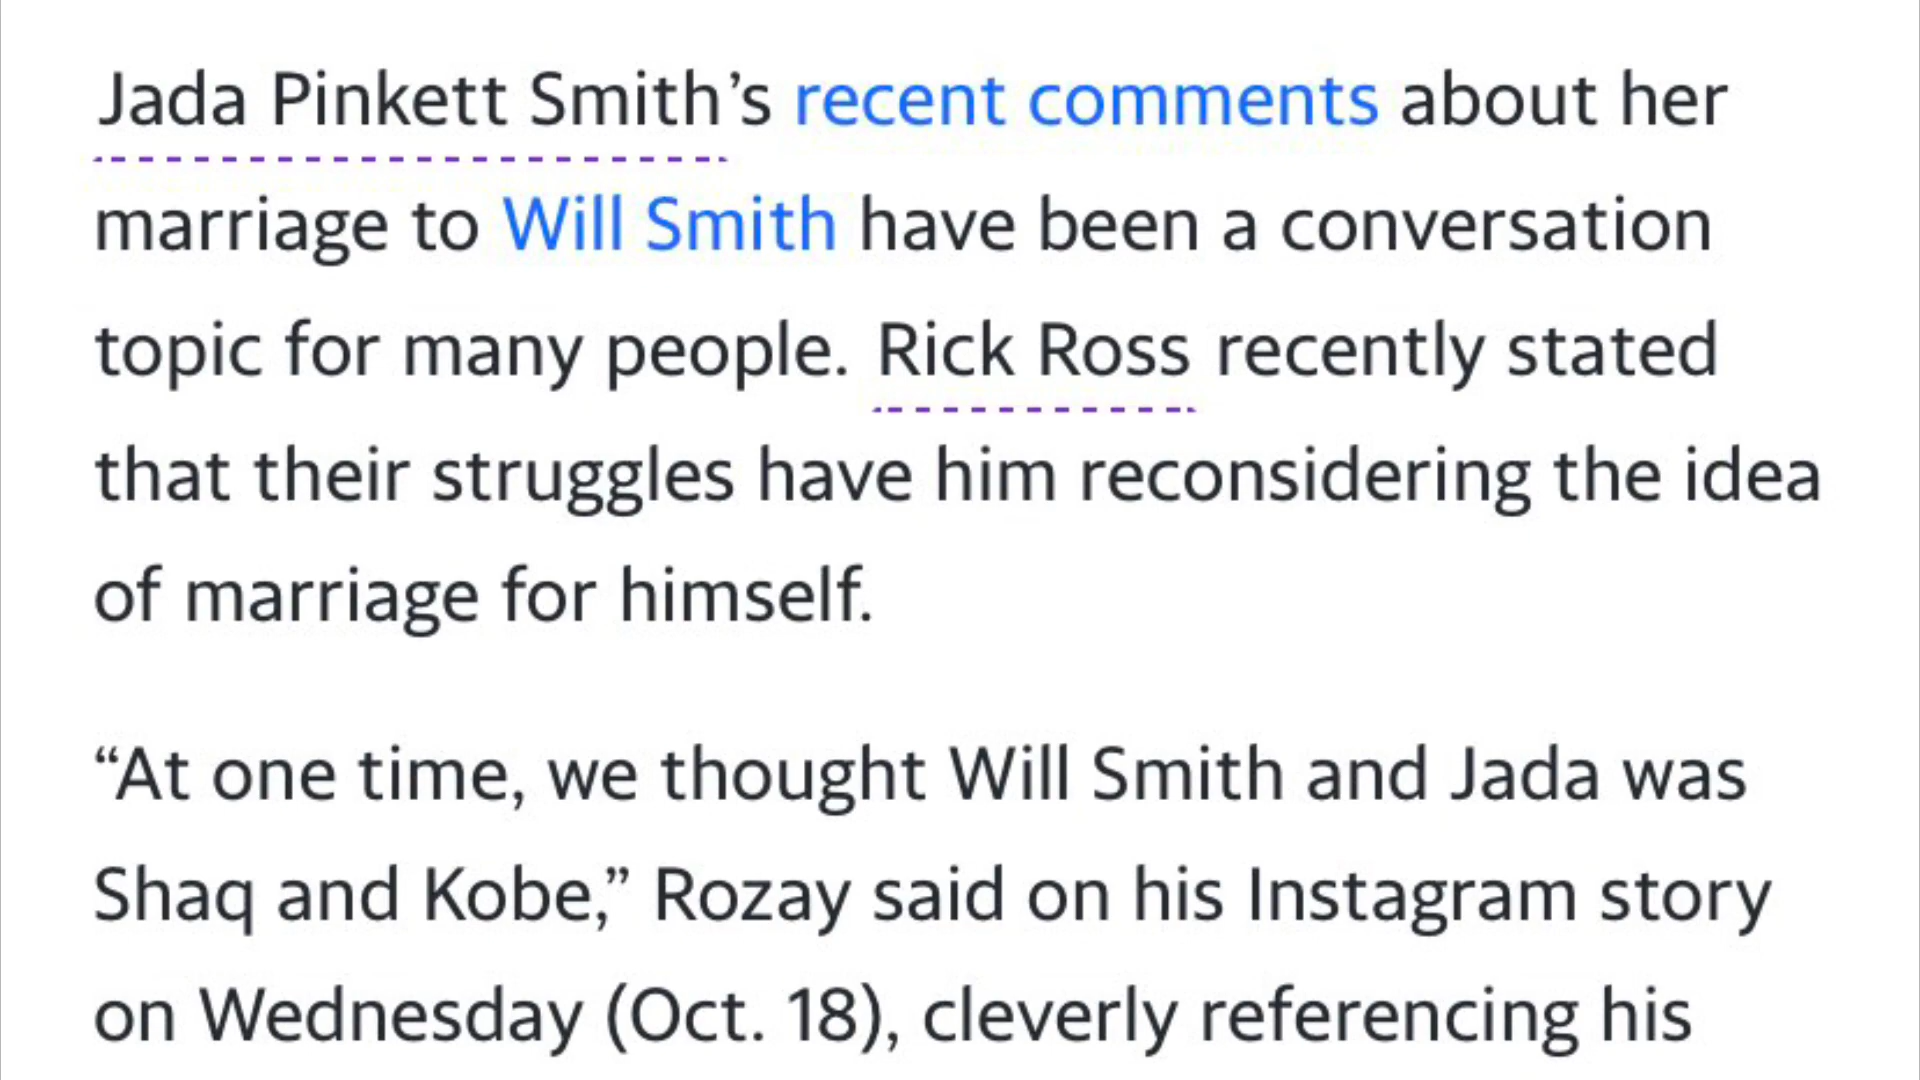 Jada Pinkett Smith’s recent comments about her
marriage to Will Smith have been a conversation
topic for many people. Rick Ross recently stated
that their struggles have him reconsidering the idea
of marriage for himself.
“At one time, we thought Will Smith and Jada was
Shaq and Kobe,” Rozay said on his Instagram story
on Wednesday (Oct. 18), cleverly referencing his